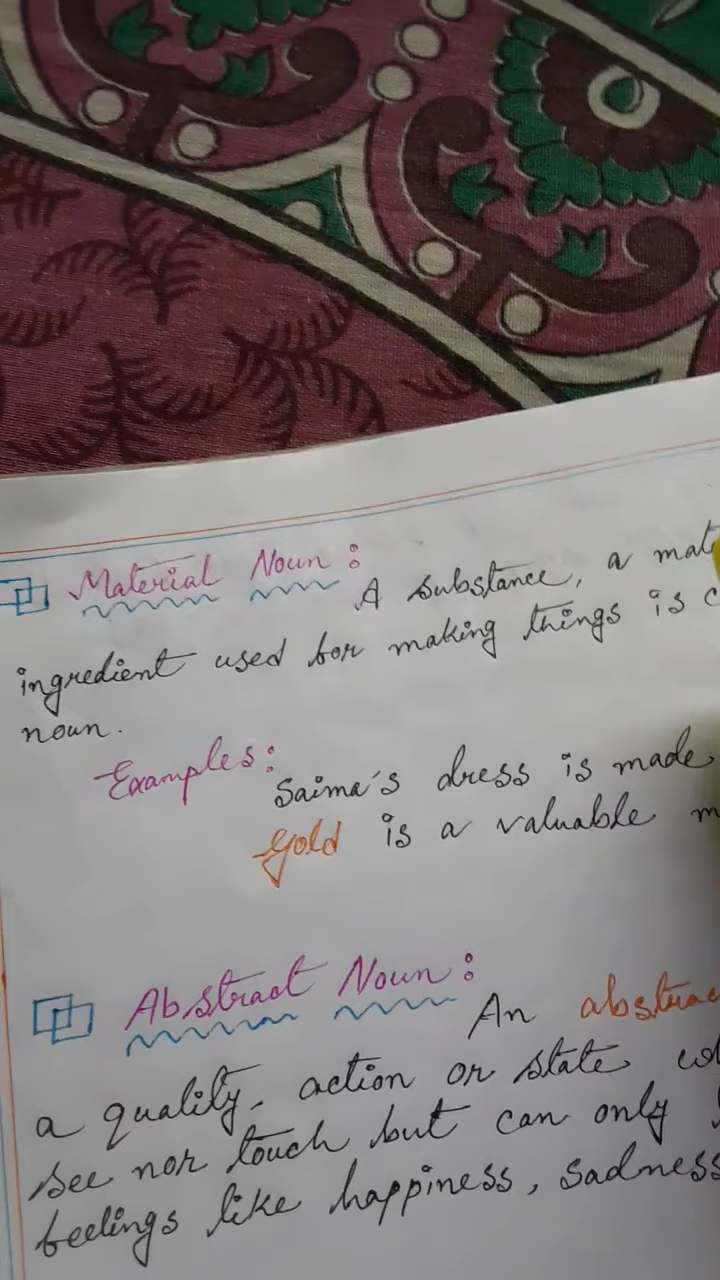 Material Noun :
A substance, a mat
ingredient used for making things is c
noun.
Examples:
Saima's dress is made
Gold is a valuable m
Abstract Noun :
An abstrac
a quality, action or state
see nor touch but can only
feelings like happiness, sadness